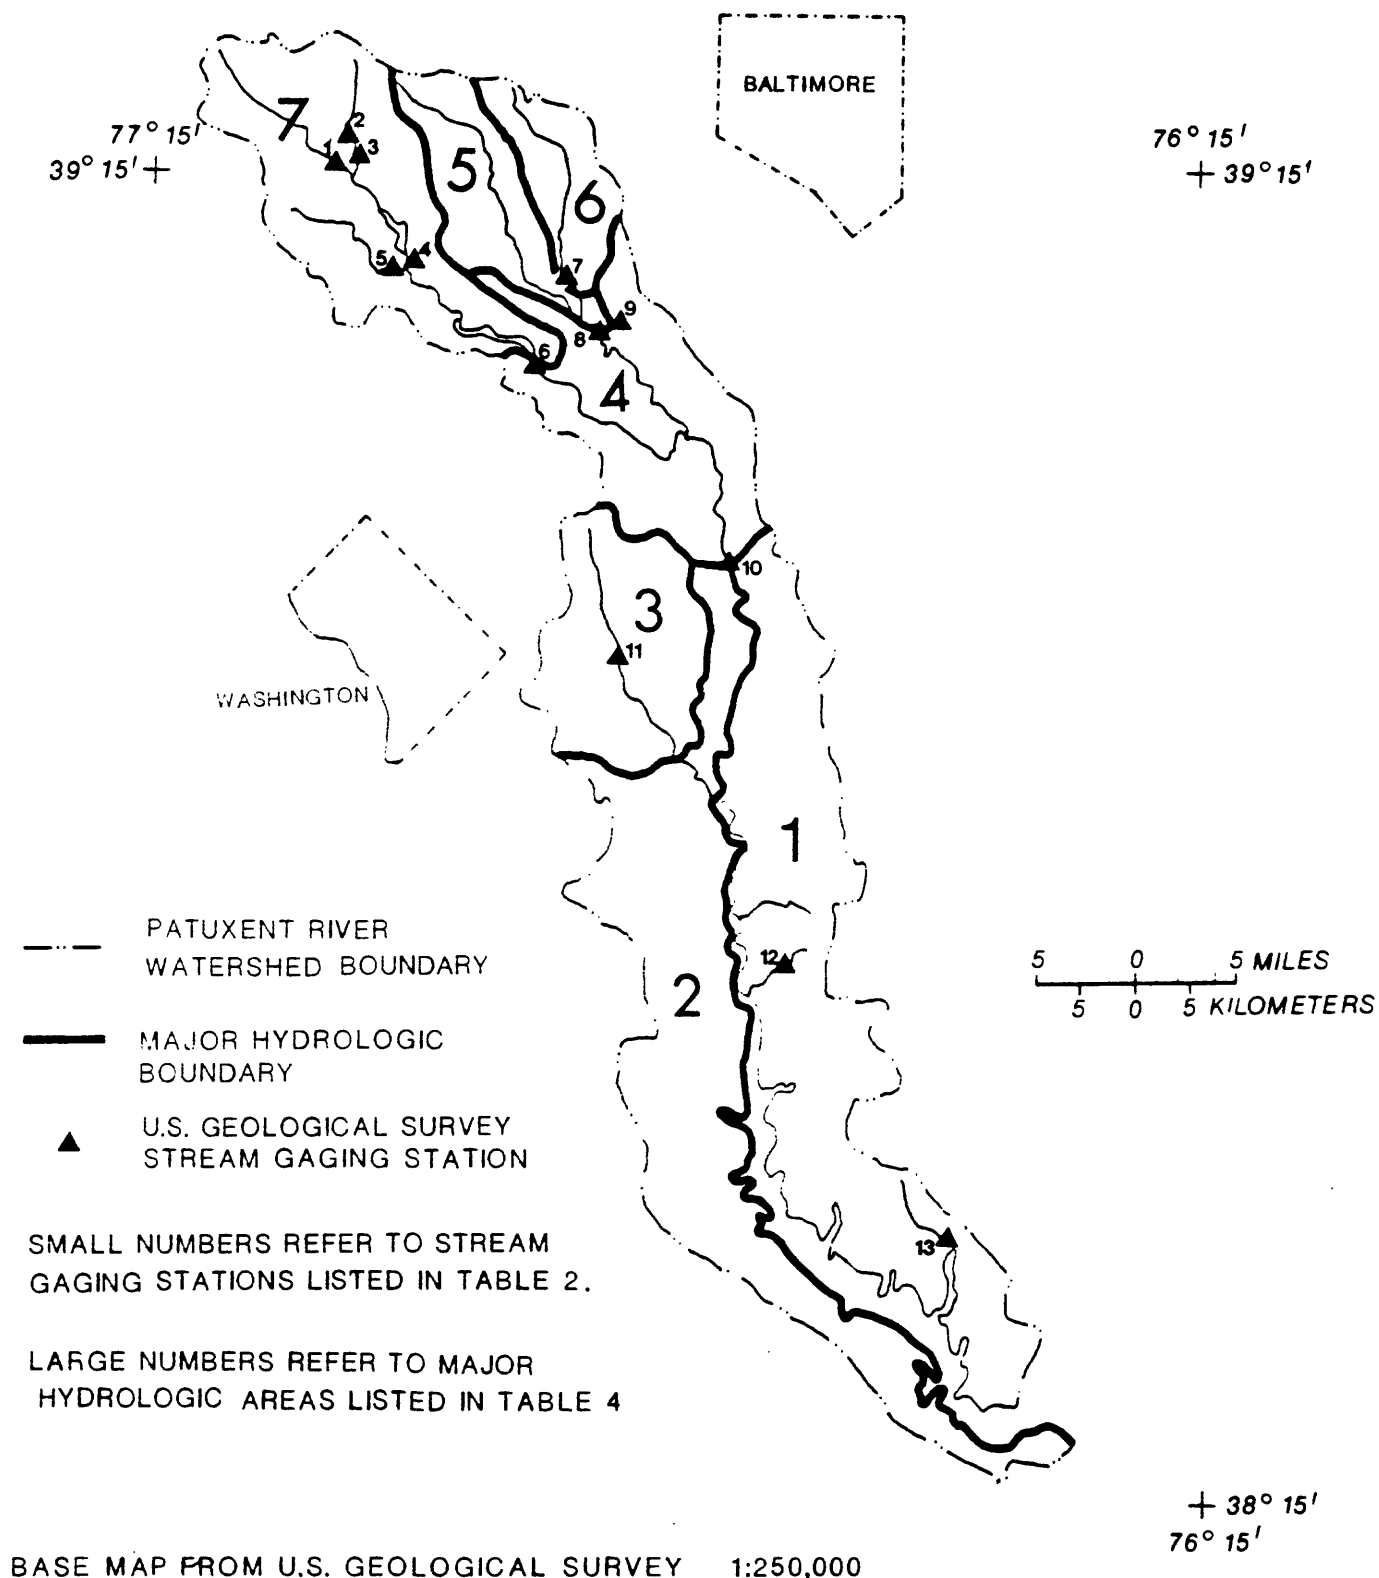 BALTIMORE
77° 15'
39° 15'
76° 15'
39° 15'
7
2
1
3
5
6
5
4
7
9
8
6
4
3
10
11
WASHINGTON
1
12
2
13
PATUXENT RIVER
WATERSHED BOUNDARY
MAJOR HYDROLOGIC
BOUNDARY
U.S. GEOLOGICAL SURVEY
STREAM GAGING STATION
SMALL NUMBERS REFER TO STREAM
GAGING STATIONS LISTED IN TABLE 2.
LARGE NUMBERS REFER TO MAJOR
HYDROLOGIC AREAS LISTED IN TABLE 4
5 0 5 MILES
5 0 5 KILOMETERS
38° 15'
76° 15'
BASE MAP FROM U.S. GEOLOGICAL SURVEY 1:250,000